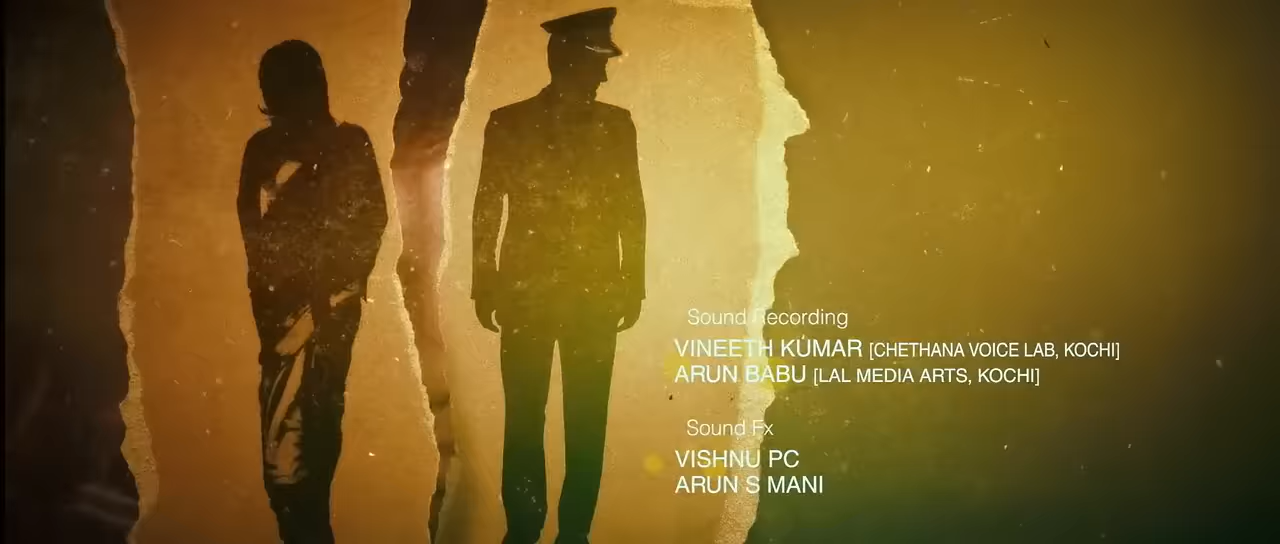 Sound Recording
VINEETH KUMAR [CHETHANA VOICE LAB, KOCHI]
ARUN BABU [LAL MEDIA ARTS, KOCHI]
Sound Fx
VISHNU PC
ARUN S MANI